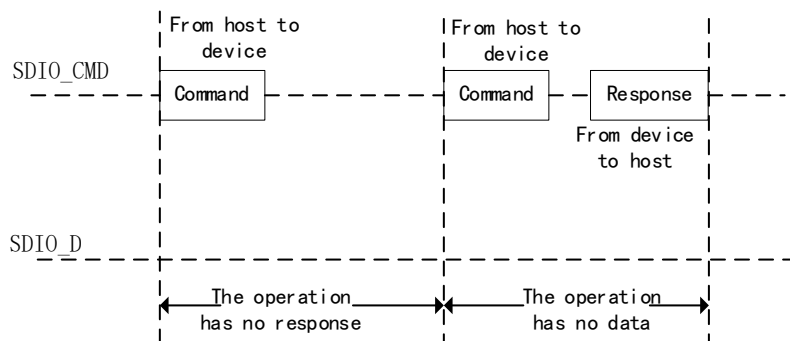 From host to
device
From host to
device
SDIO_CMD
Command
Command
Response
From device
to host
SDIO_D
The operation
has no response
The operation
has no data